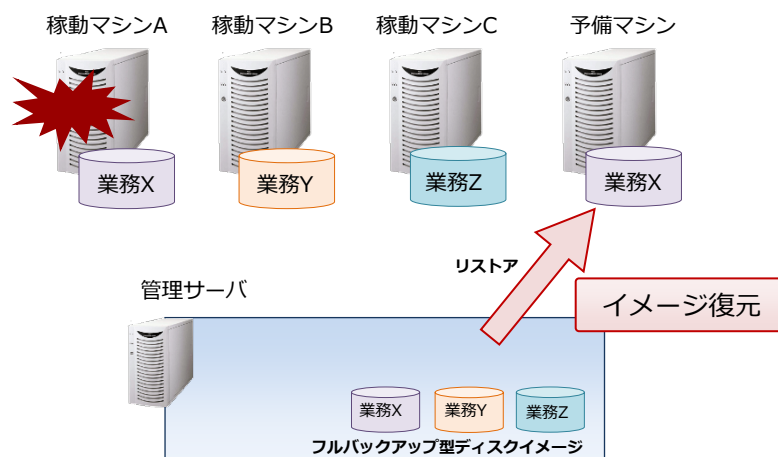 稼動マシンA
稼動マシンB
稼動マシンC
予備マシン
業務X
業務Y
業務Z
業務X
リストア
管理サーバ
イメージ復元
業務X
業務Y
業務Z
フルバックアップ型ディスクイメージ